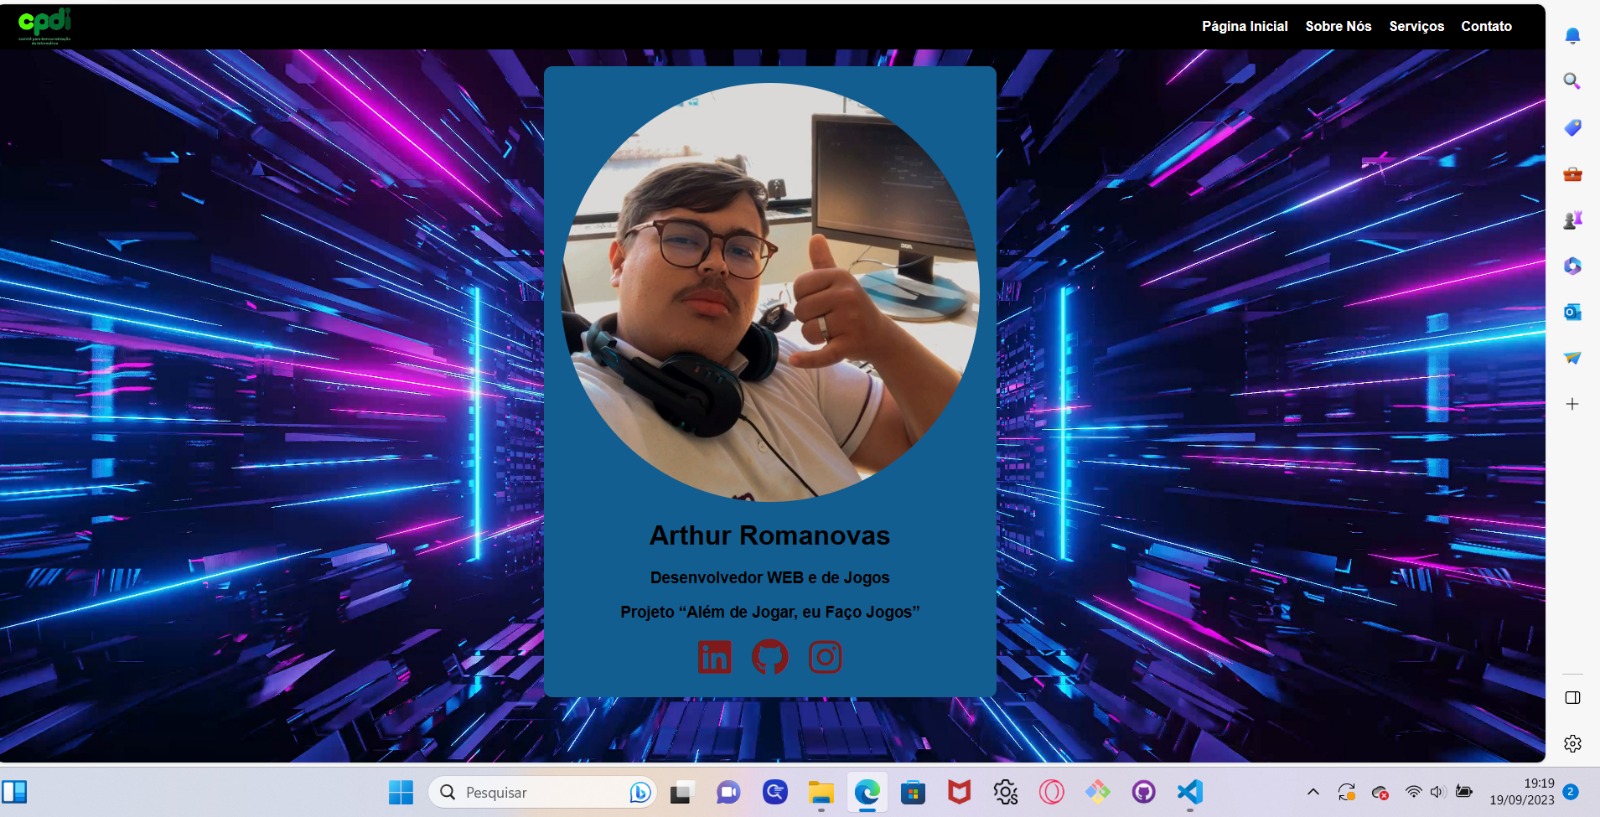 cpdi
Página Inicial Sobre Nós Serviços Contato
Arthur Romanovas
Desenvolvedor WEB e de Jogos
Projeto “Além de Jogar, eu Faço Jogos”
Pesquisar
19:19
19/09/2023
2